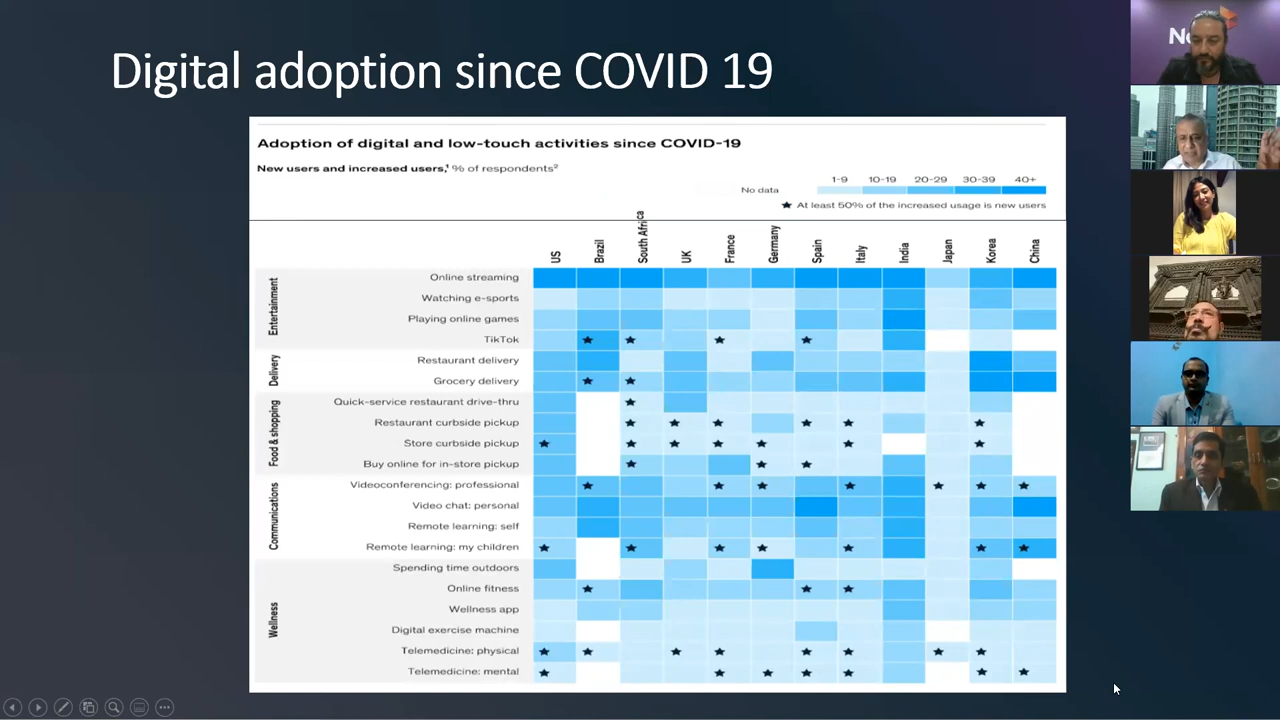 Digital adoption since COVID 19
Adoption of digital and low-touch activities since COVID-19
New users and increased users,¹ % of respondents²
No data 1-9 10-19 20-29 30-39 40+
★ At least 50% of the increased usage is new users
US Brazil South Africa UK France Germany Spain Italy India Japan Korea China
Entertainment
Online streaming
Watching e-sports
Playing online games
TikTok
Delivery
Restaurant delivery
Grocery delivery
Food & shopping
Quick-service restaurant drive-thru
Restaurant curbside pickup
Store curbside pickup
Buy online for in-store pickup
Communications
Videoconferencing: professional
Video chat: personal
Remote learning: self
Remote learning: my children
Wellness
Spending time outdoors
Online fitness
Wellness app
Digital exercise machine
Telemedicine: physical
Telemedicine: mental